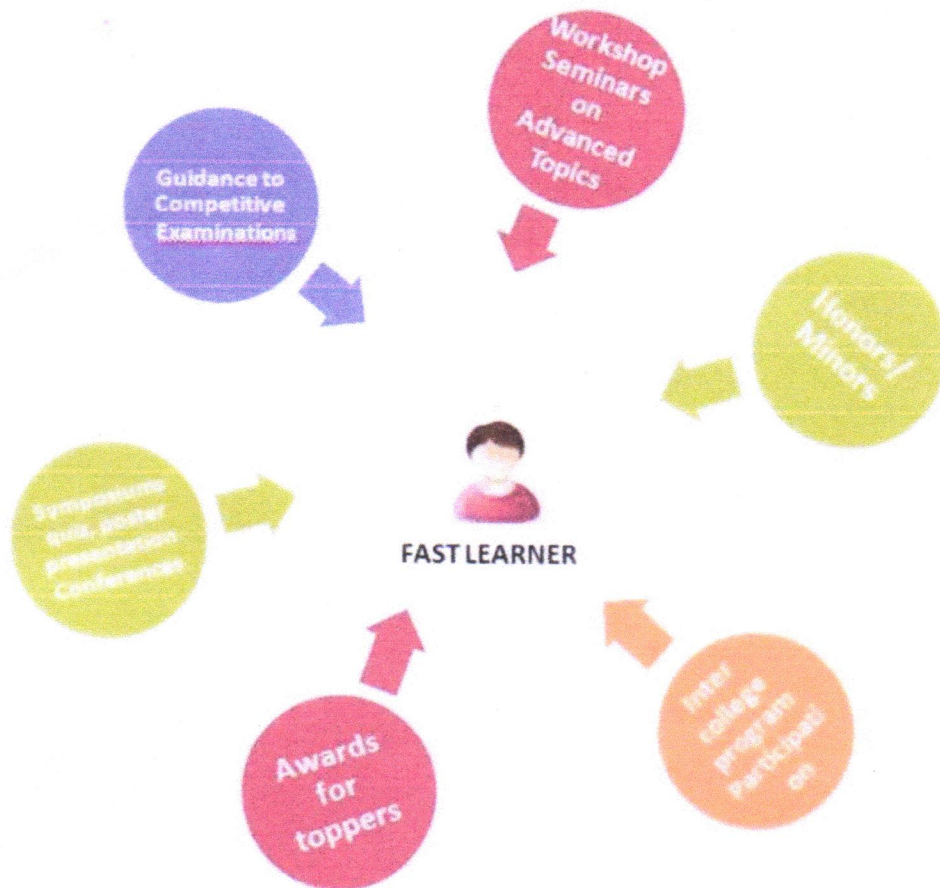 Workshop
Seminars
on
Advanced
Topics
Guidance to
Competitive
Examinations
Honors/
Minors
Symposiums
quiz, poster
presentation
Conferences
FAST LEARNER
Inter
college
program
Participati
on
Awards
for
toppers